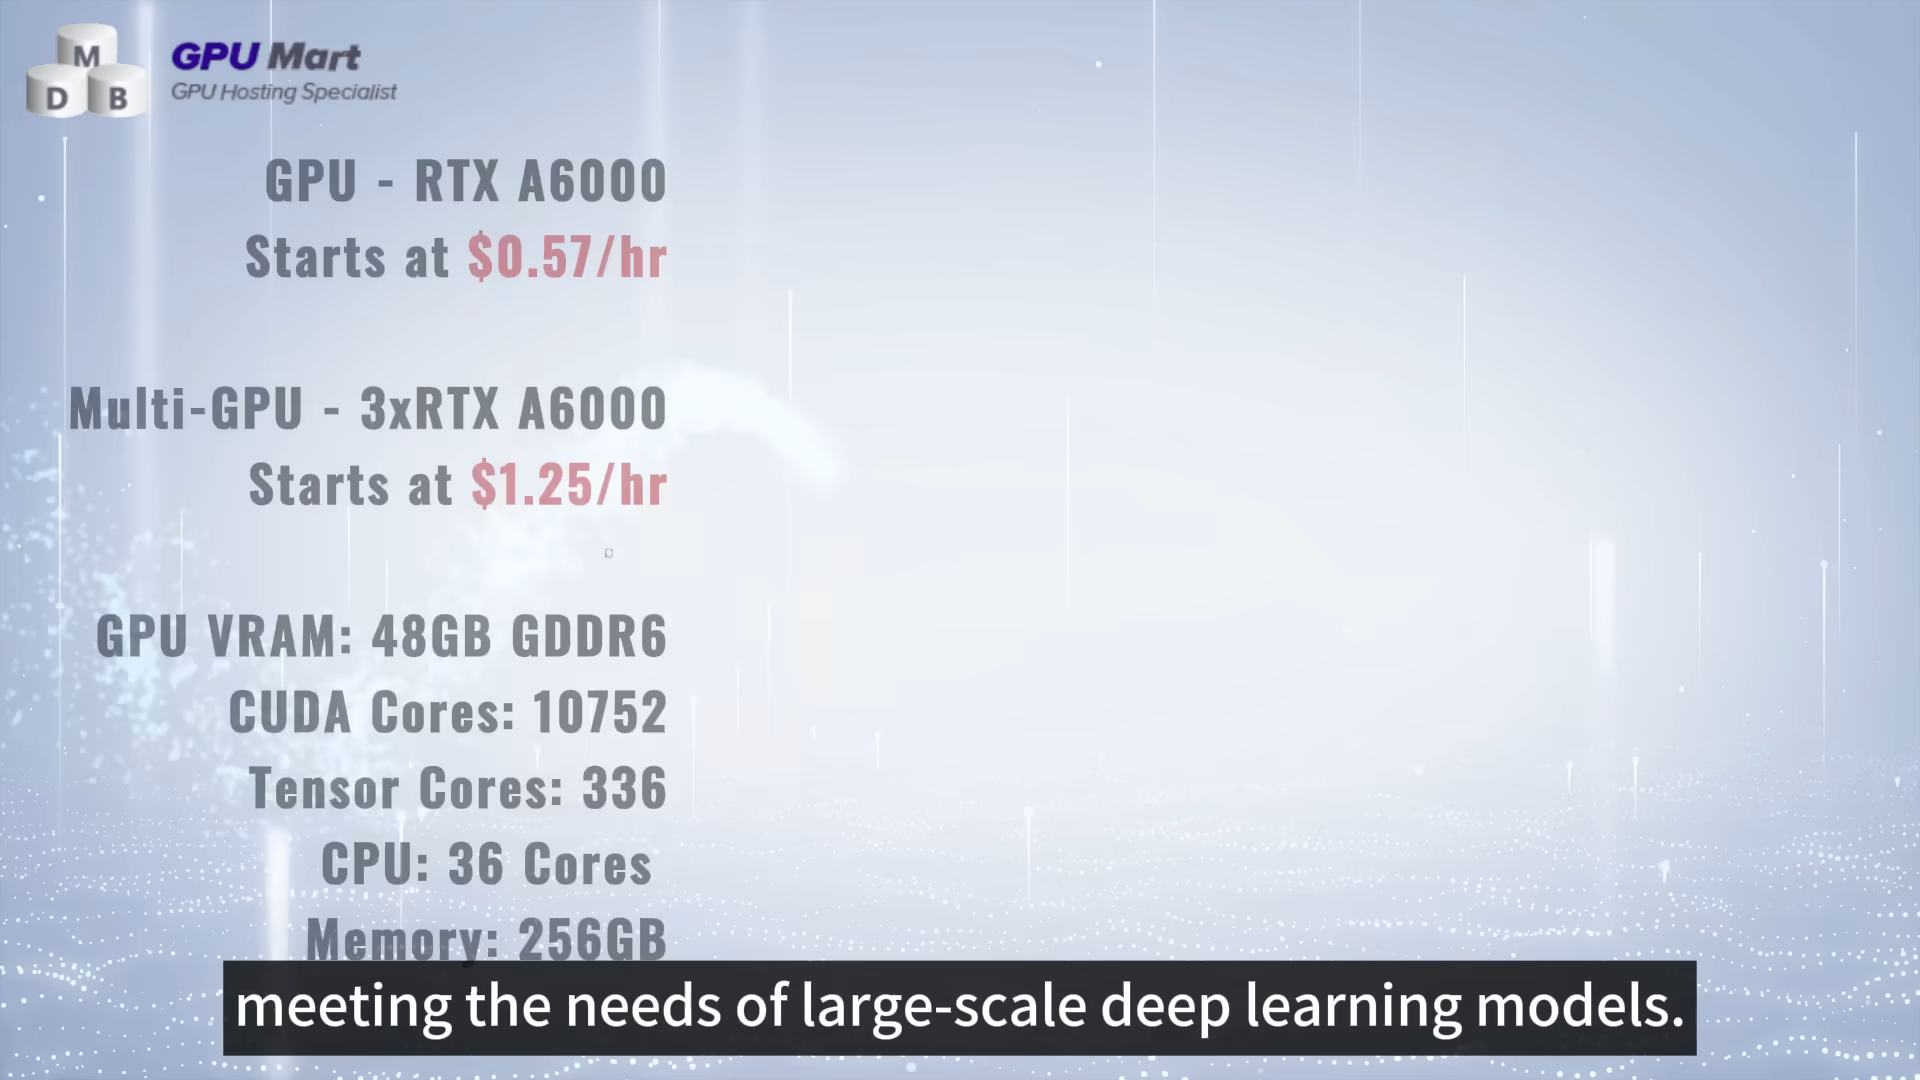 M
D B
GPU Mart
GPU Hosting Specialist
GPU - RTX A6000
Starts at $0.57/hr
Multi-GPU - 3xRTX A6000
Starts at $1.25/hr
GPU VRAM: 48GB GDDR6
CUDA Cores: 10752
Tensor Cores: 336
CPU: 36 Cores
Memory: 256GB
meeting the needs of large-scale deep learning models.